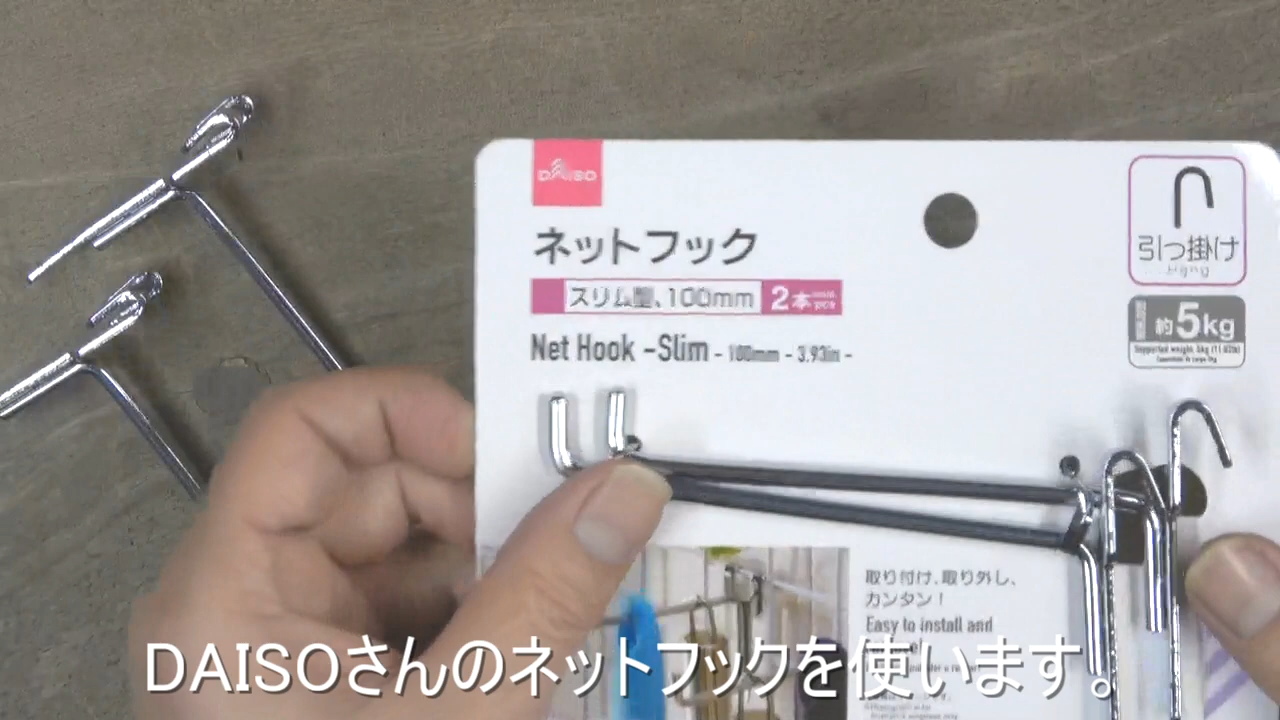 DAISO
ネットフック
引っ掛け
スリム型、100mm 2本
pcs
約5kg
Net Hook -Slim - 100mm - 3.93in -
取り付け、取り外し、
カンタン!
Easy to install and
DAISOさんのネットフックを使います。